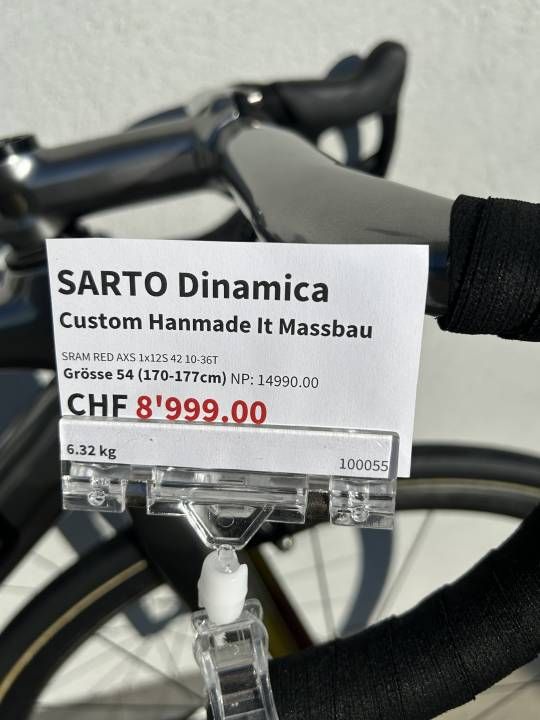 SARTO Dinamica
Custom Hanmade It Massbau
SRAM RED AXS 1x12S 42 10-36T
Grösse 54 (170-177cm) NP: 14990.00
CHF 8'999.00
6.32 kg
100055